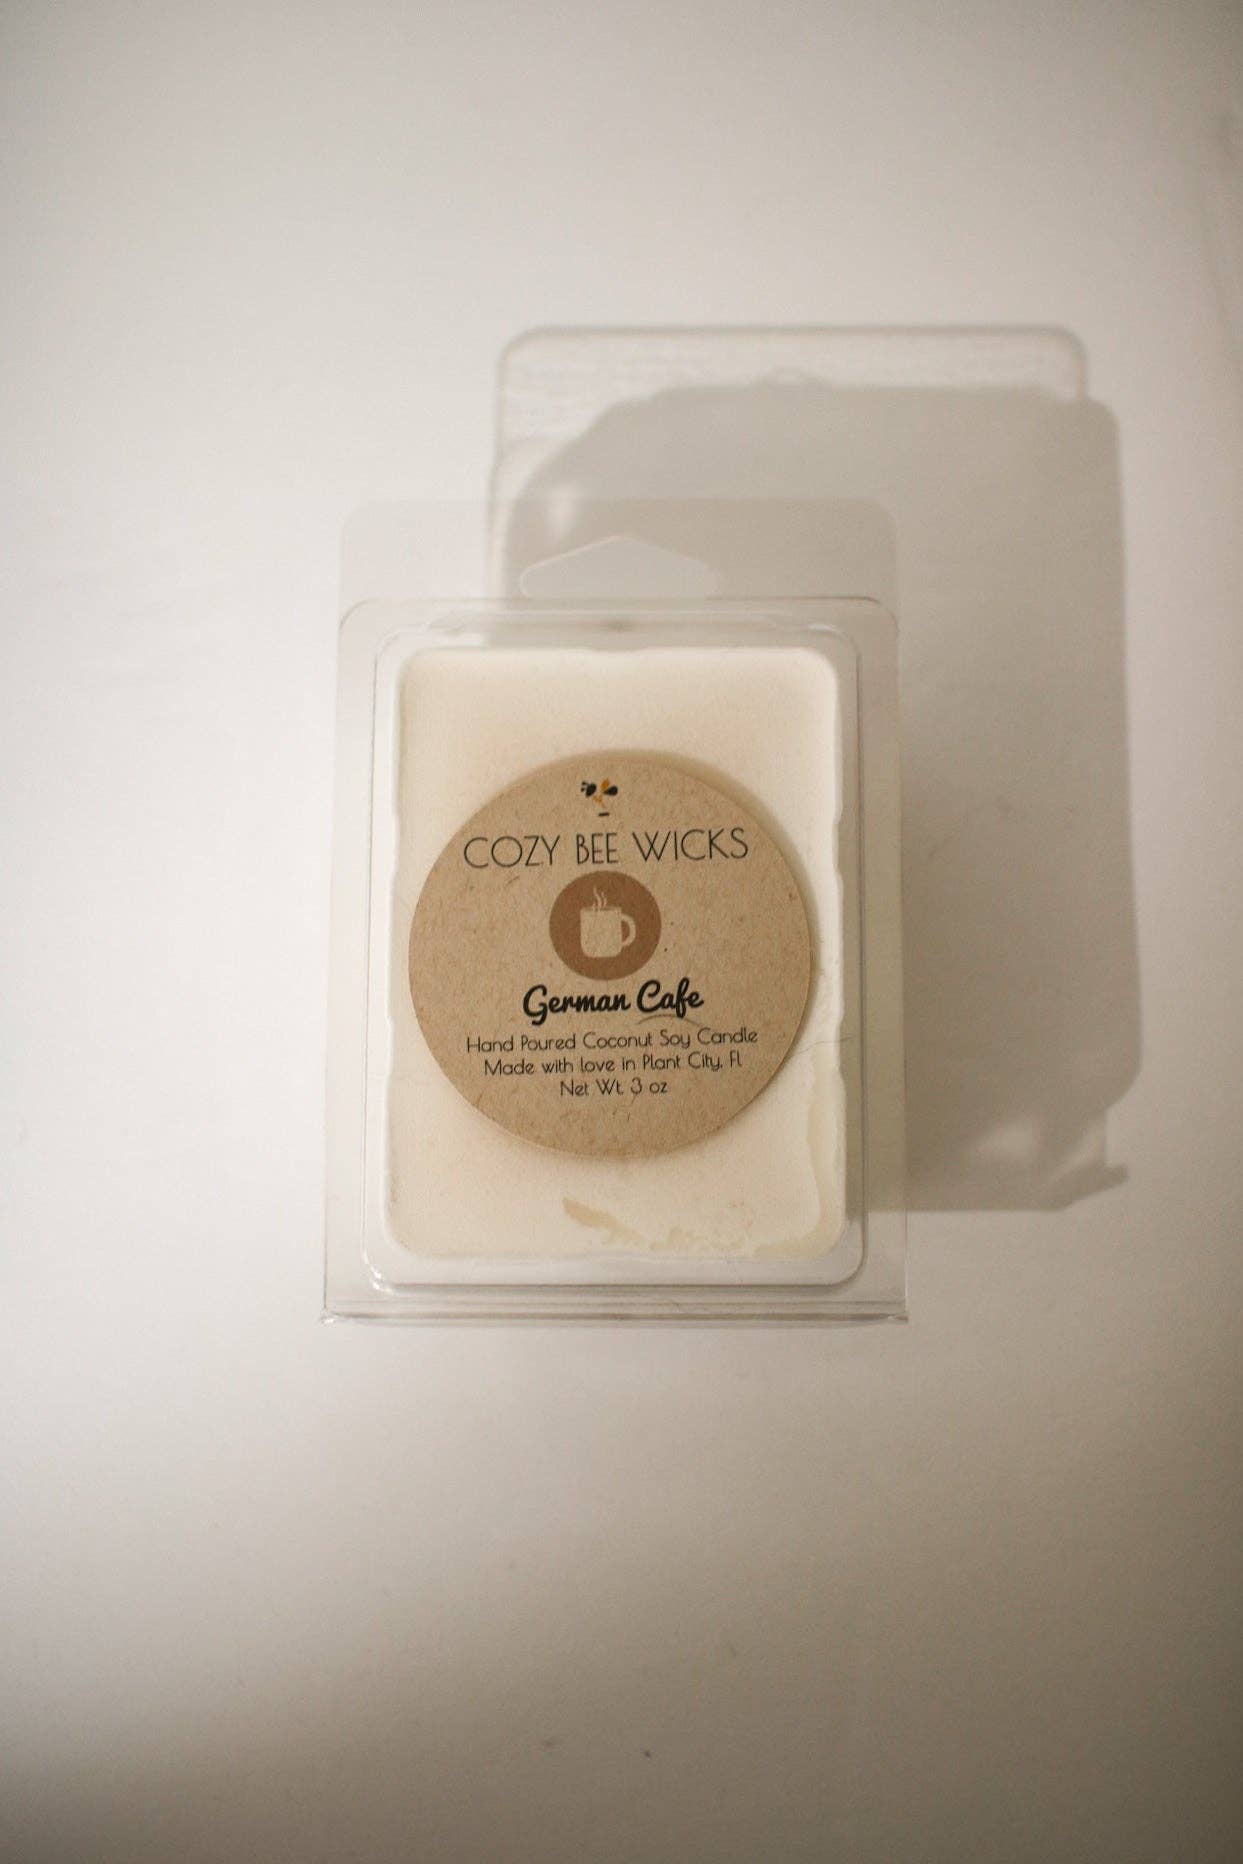 COZY BEE WICKS
German Cafe
Hand Poured Coconut Soy Candle
Made with love in Plant City, Fl
Net Wt. 3 oz